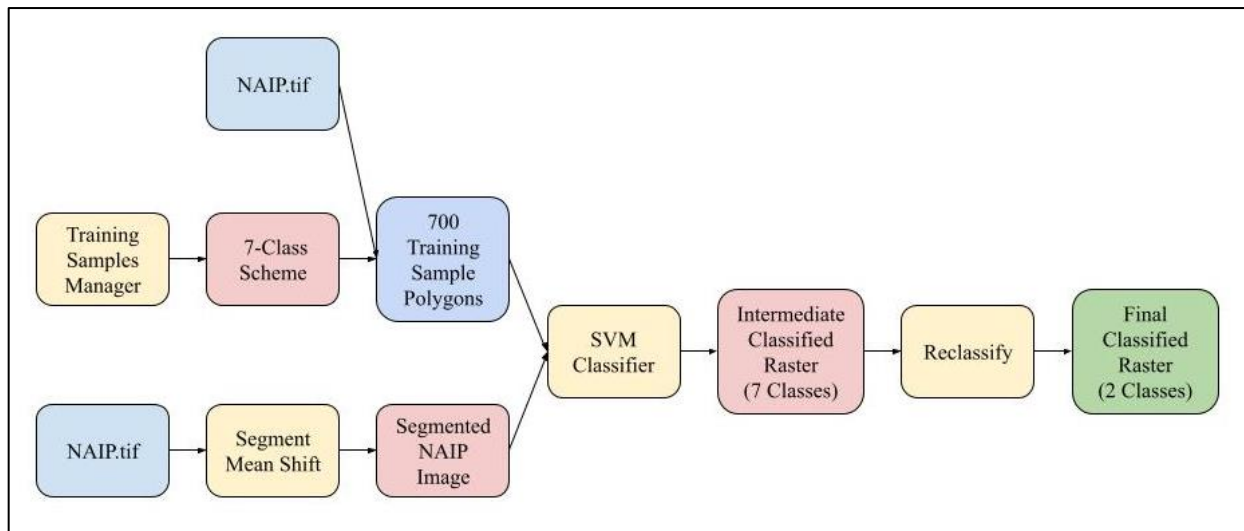 NAIP.tif
Training
Samples
Manager
7-Class
Scheme
700
Training
Sample
Polygons
NAIP.tif
Segment
Mean Shift
Segmented
NAIP
Image
SVM
Classifier
Intermediate
Classified
Raster
(7 Classes)
Reclassify
Final
Classified
Raster
(2 Classes)